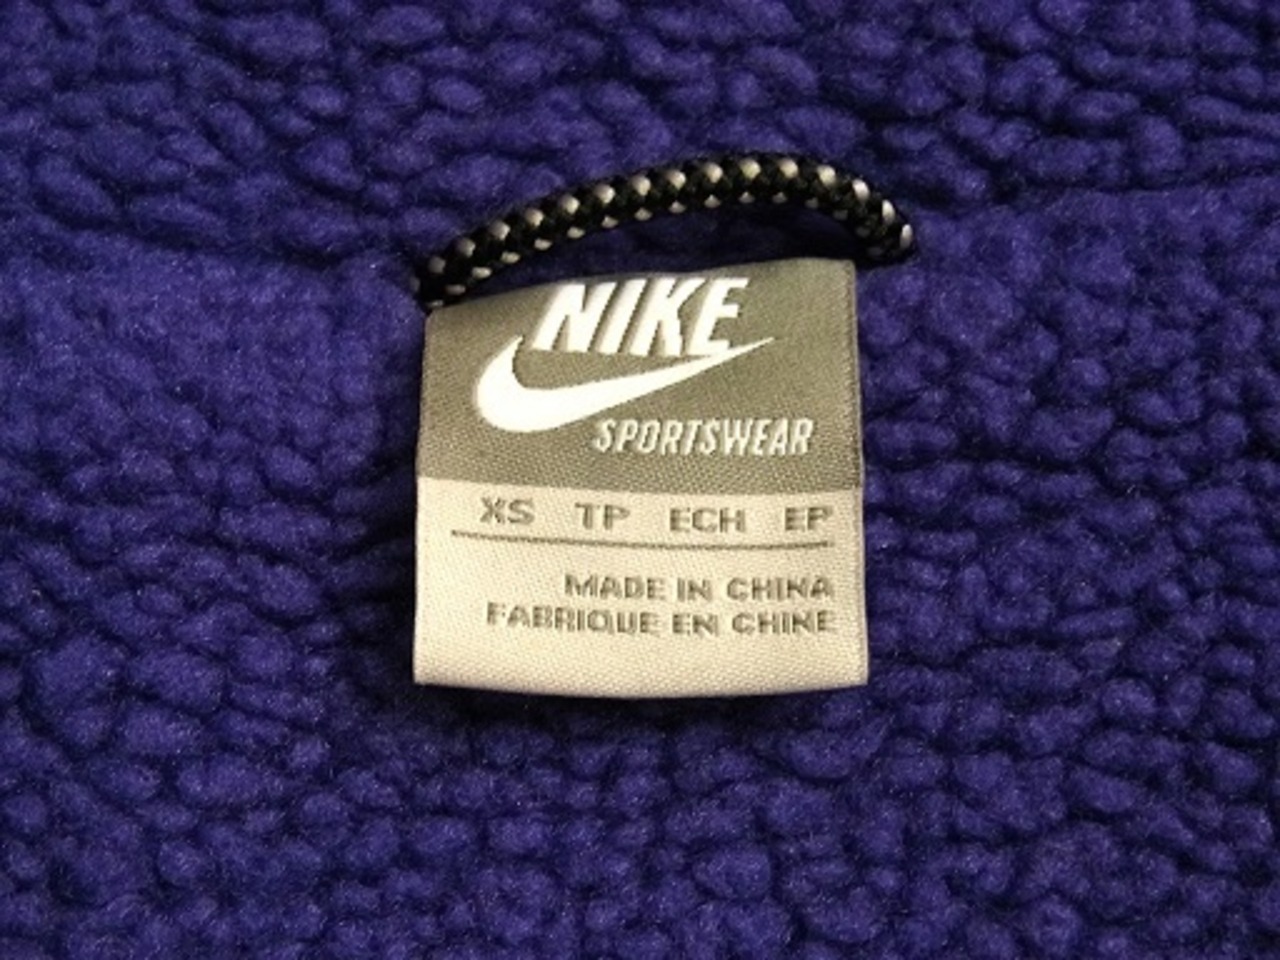 NIKE
SPORTSWEAR
XS TP ECH EP
MADE IN CHINA
FABRIQUE EN CHINE